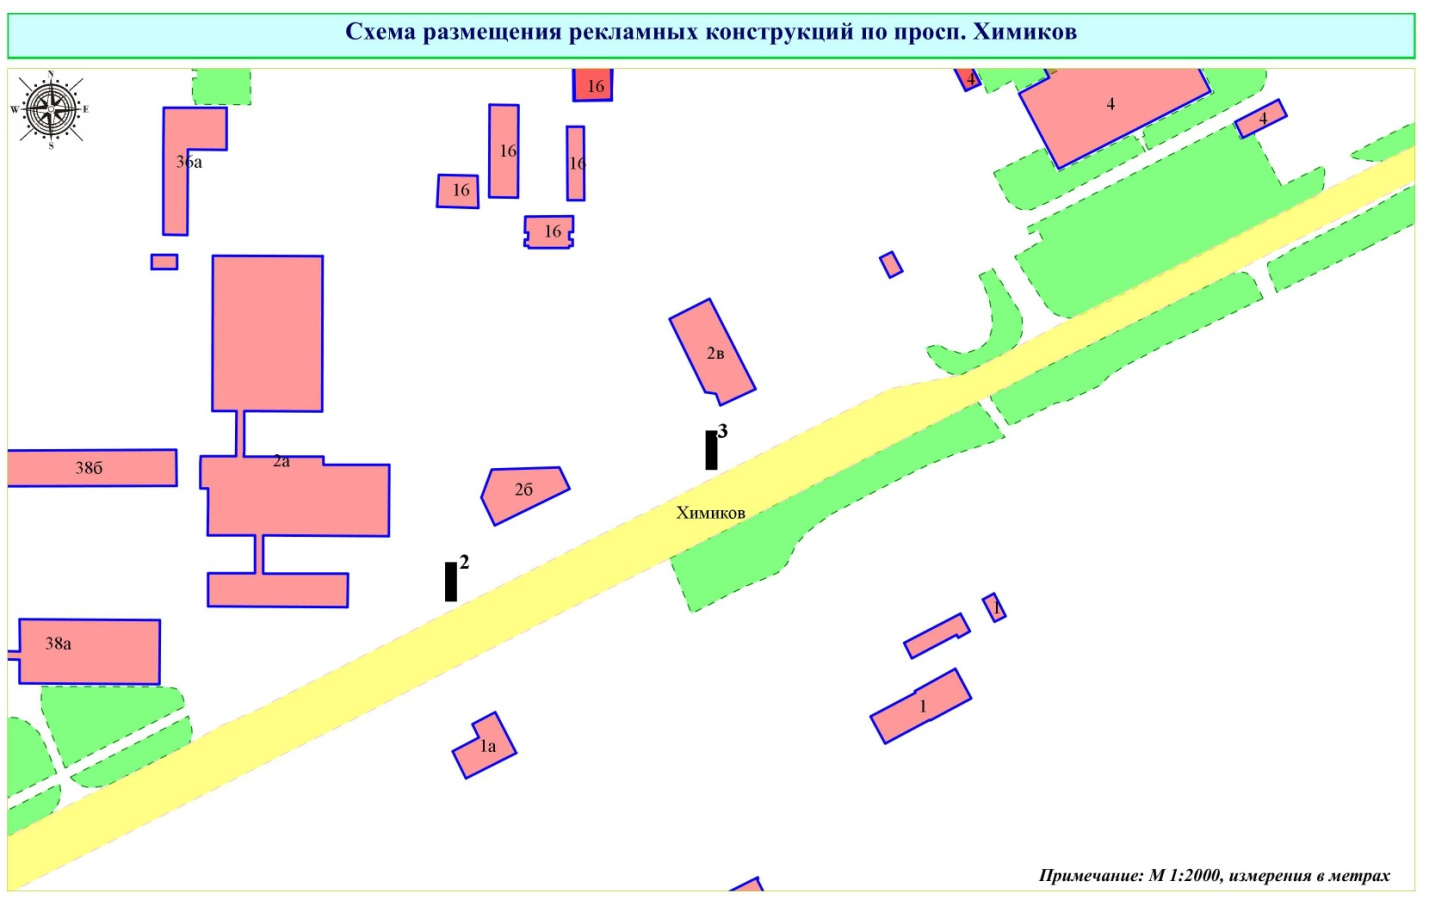 Схема размещения рекламных конструкций по просп. Химиков
N
W E
S
16
4
4
4
36а
16
16
16
16
2в
3
38б
2а
2б
Химиков
2
1
38а
1
1а
Примечание: М 1:2000, измерения в метрах